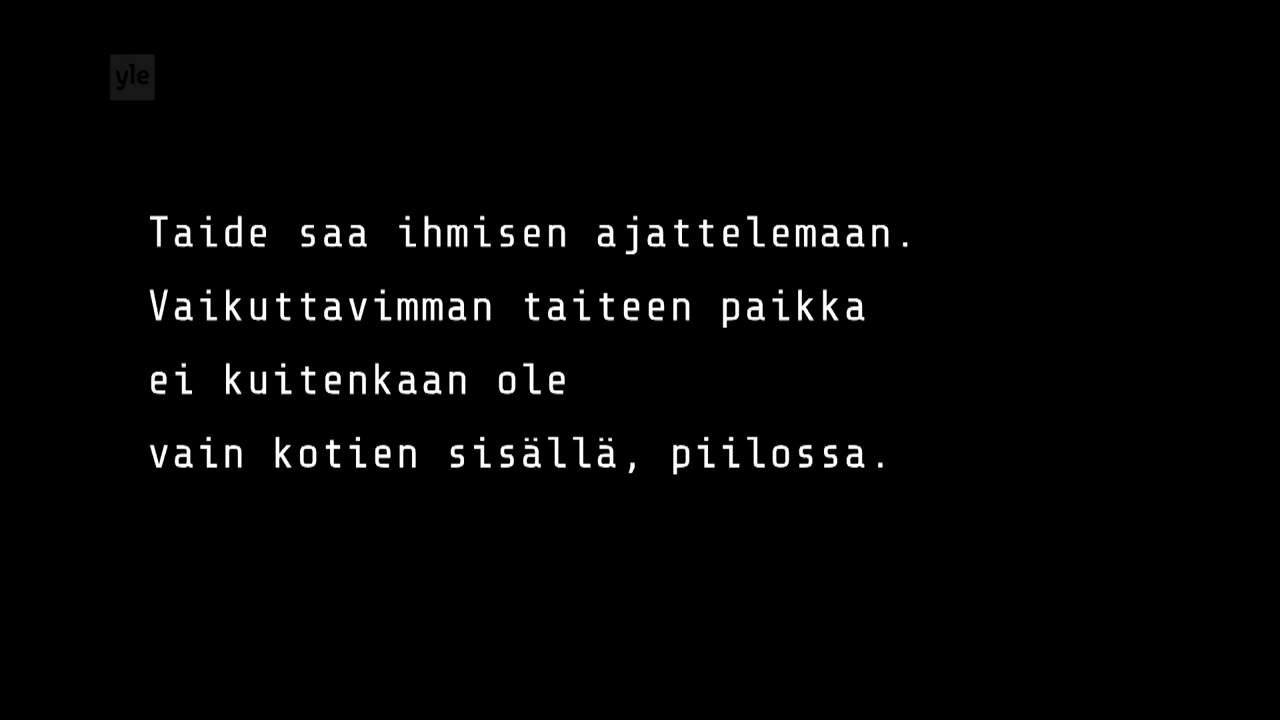 yle
Taide saa ihmisen ajattelemaan.
Vaikuttavimman taiteen paikka
ei kuitenkaan ole
vain kotien sisällä, piilossa.